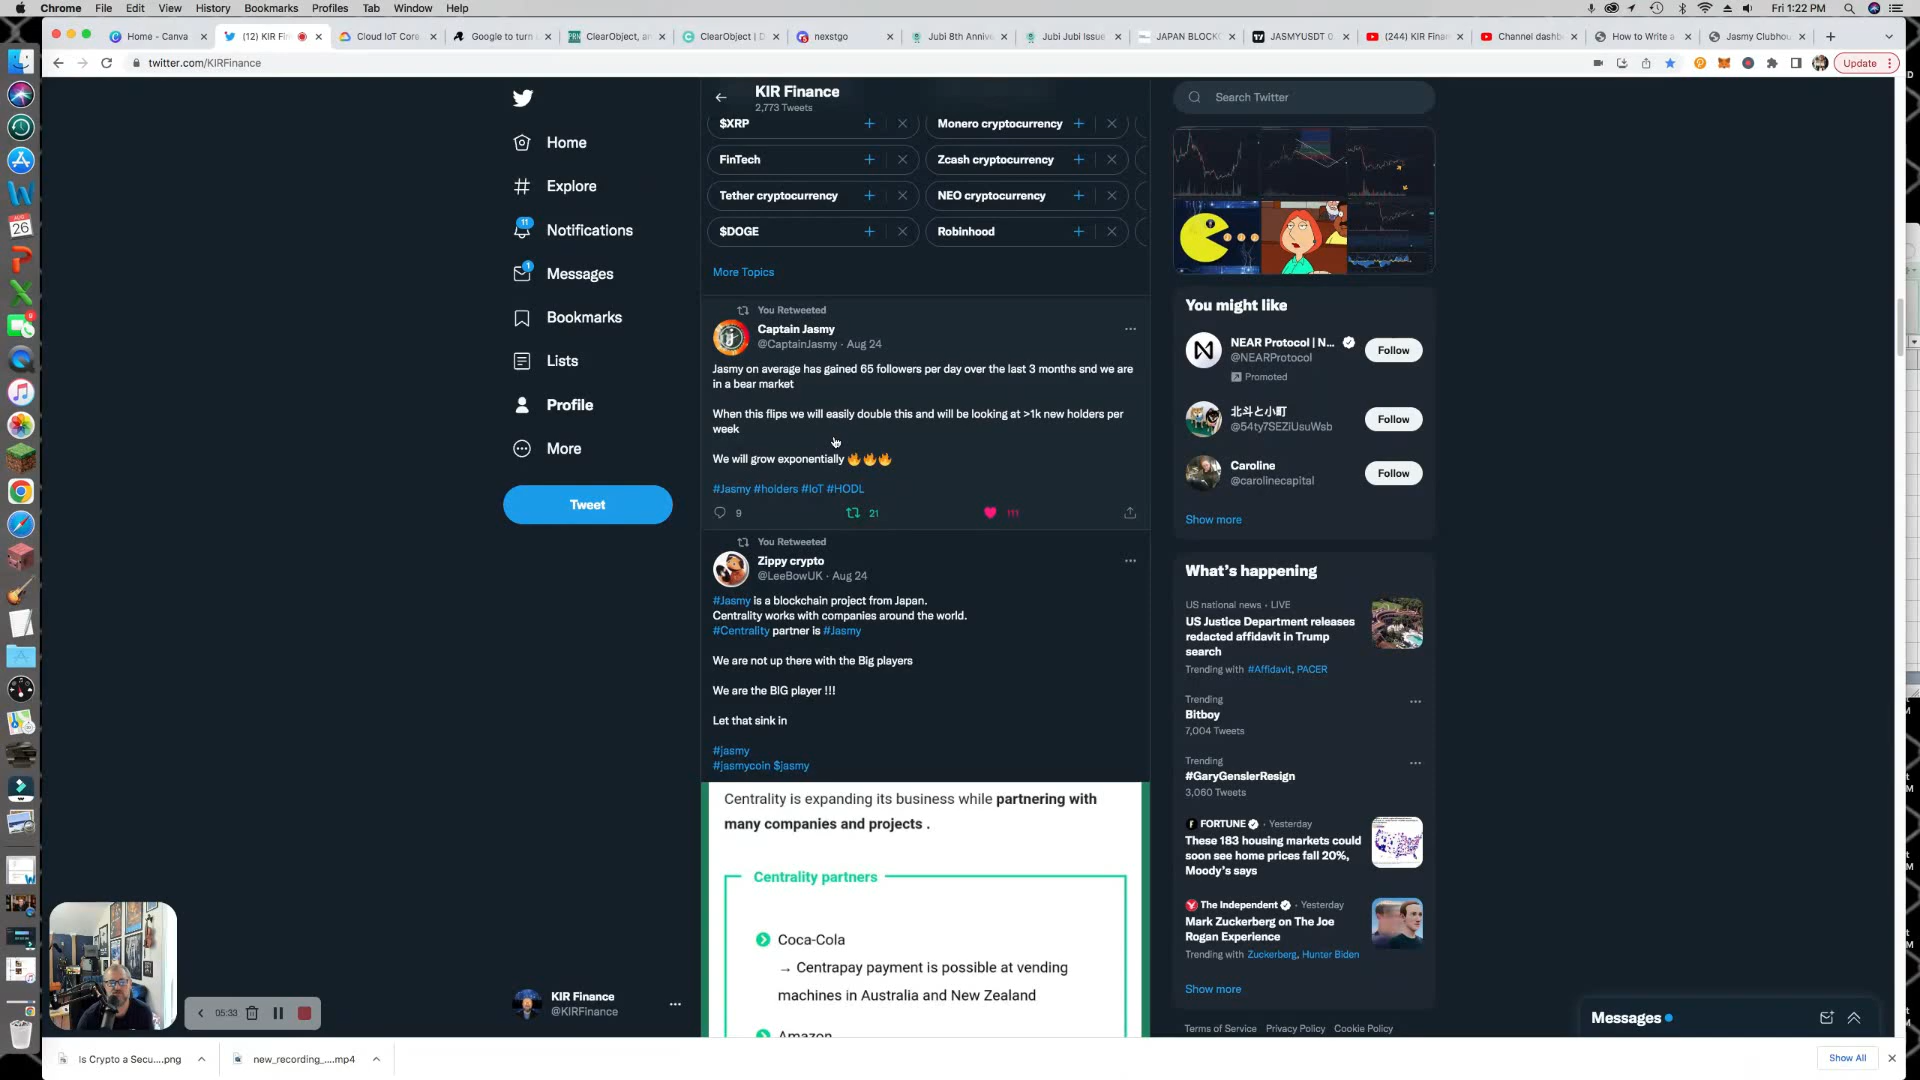 Chrome File Edit View History Bookmarks Profiles Tab Window Help
Fri 1:22 PM
Home - Canva
(12) KIR Fin
Cloud IoT Core
Google to turn
ClearObject, an
ClearObject | D
nexstgo
Jubi 8th Annive
Jubi Jubi Issue
JAPAN BLOCKC
JASMYUSDT 0
(244) KIR Finan
Channel dashb
How to Write a
Jasmy Clubhou
twitter.com/KIRFinance
Update
Home
Explore
11
Notifications
1
Messages
Bookmarks
Lists
Profile
More
Tweet
KIR Finance
@KIRFinance
05:33
KIR Finance
2,773 Tweets
$XRP
Monero cryptocurrency
FinTech
Zcash cryptocurrency
Tether cryptocurrency
NEO cryptocurrency
$DOGE
Robinhood
More Topics
You Retweeted
Captain Jasmy
@CaptainJasmy · Aug 24
Jasmy on average has gained 65 followers per day over the last 3 months snd we are
in a bear market
When this flips we will easily double this and will be looking at >1k new holders per
week
We will grow exponentially 🔥🔥🔥
#Jasmy #holders #IoT #HODL
9 21 111
You Retweeted
Zippy crypto
@LeeBowUK · Aug 24
#Jasmy is a blockchain project from Japan.
Centrality works with companies around the world.
#Centrality partner is #Jasmy
We are not up there with the Big players
We are the BIG player !!!
Let that sink in
#jasmy
#jasmycoin $jasmy
Centrality is expanding its business while partnering with
many companies and projects .
Centrality partners
Coca-Cola
→ Centrapay payment is possible at vending
machines in Australia and New Zealand
Amazon
Search Twitter
You might like
NEAR Protocol | N...
@NEARProtocol
Promoted
Follow
北斗と小町
@54ty7SEZiUsuWsb
Follow
Caroline
@carolinecapital
Follow
Show more
What's happening
US national news · LIVE
US Justice Department releases
redacted affidavit in Trump
search
Trending with #Affidavit, PACER
Trending
Bitboy
7,004 Tweets
Trending
#GaryGenslerResign
3,060 Tweets
FORTUNE · Yesterday
These 183 housing markets could
soon see home prices fall 20%,
Moody's says
The Independent · Yesterday
Mark Zuckerberg on The Joe
Rogan Experience
Trending with Zuckerberg, Hunter Biden
Show more
Terms of Service Privacy Policy Cookie Policy
Messages
Is Crypto a Secu....png
new_recording_....mp4
Show All